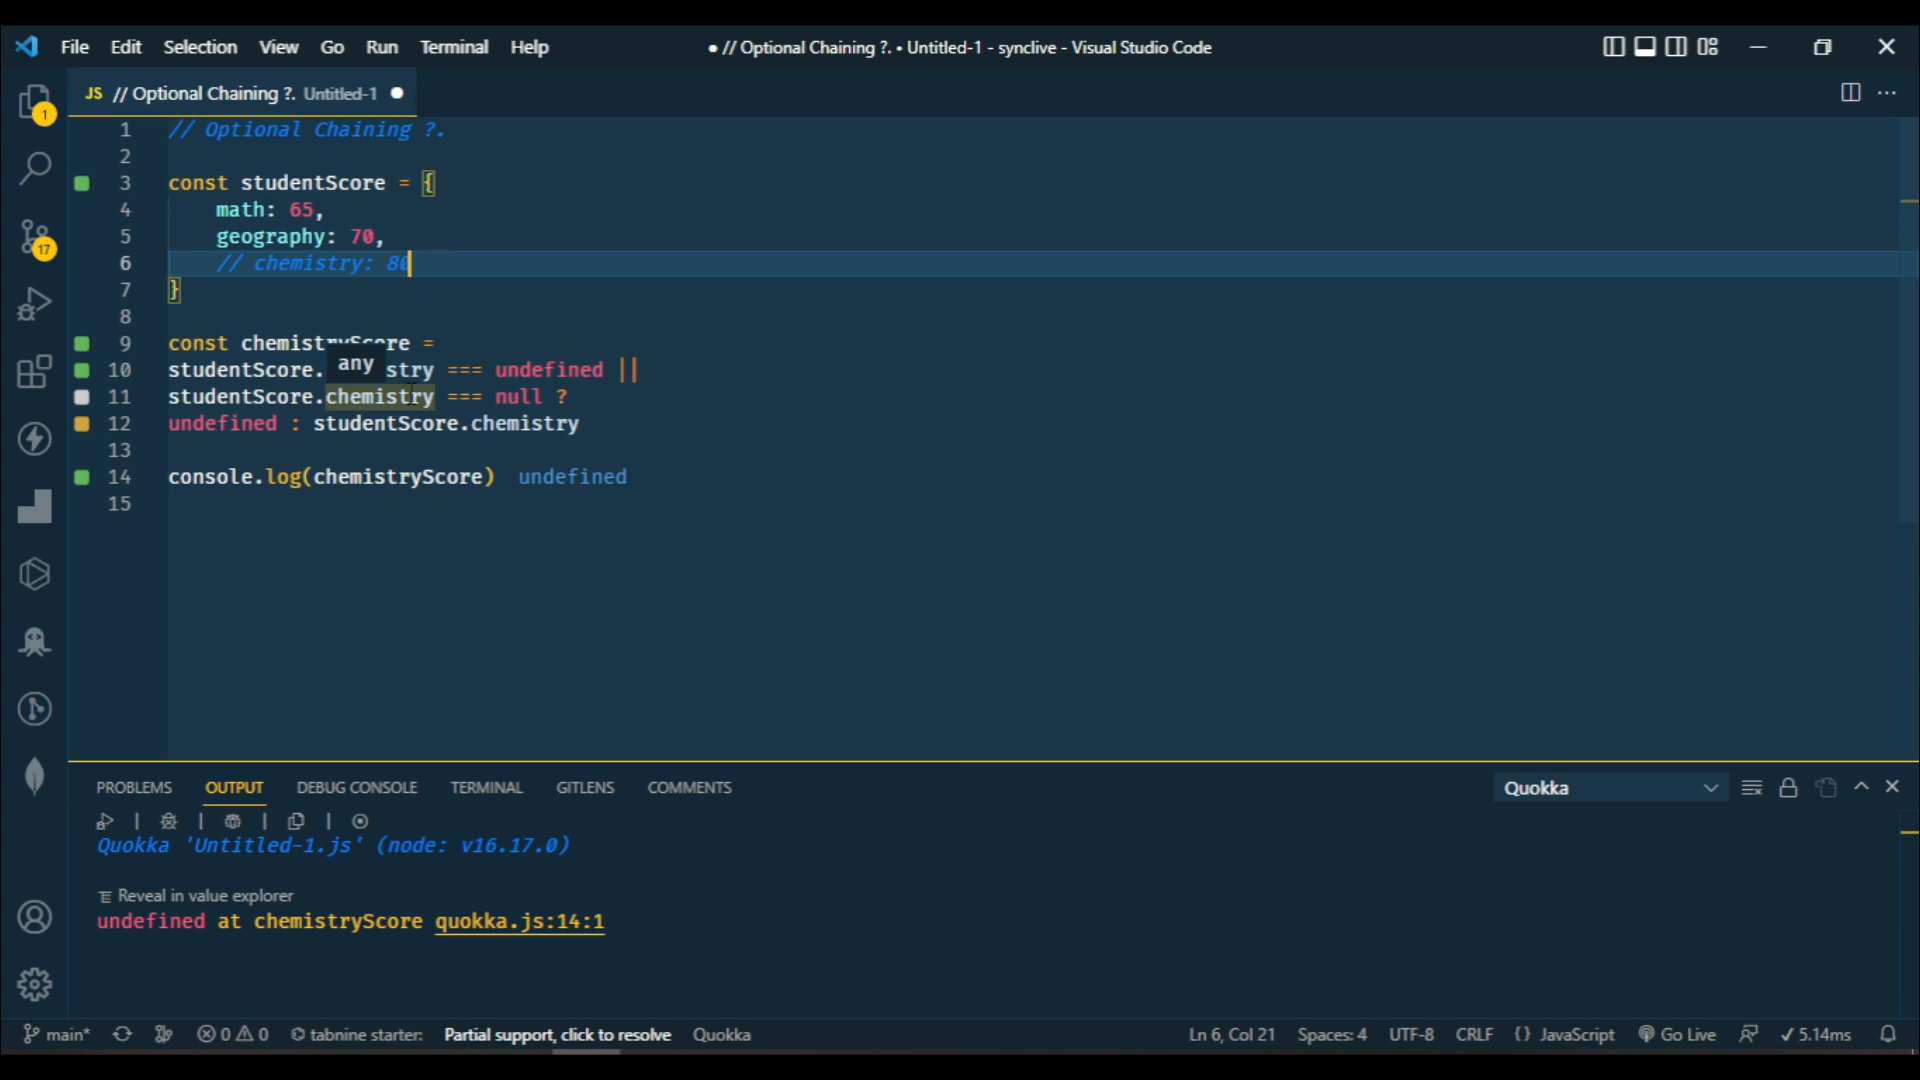 File Edit Selection View Go Run Terminal Help ● // Optional Chaining ?. • Untitled-1 - synclive - Visual Studio Code
JS // Optional Chaining ?. Untitled-1
1 // Optional Chaining ?.
2
3 const studentScore = {
4 math: 65,
5 geography: 70,
6 // chemistry: 80
7 }
8
9 const chemistryScore =
any
10 studentScore. stry === undefined ||
11 studentScore.chemistry === null ?
12 undefined : studentScore.chemistry
13
14 console.log(chemistryScore) undefined
15
1
17
PROBLEMS OUTPUT DEBUG CONSOLE TERMINAL GITLENS COMMENTS Quokka
Quokka 'Untitled-1.js' (node: v16.17.0)
Reveal in value explorer
undefined at chemistryScore quokka.js:14:1
main* 0 0 tabnine starter: Partial support, click to resolve Quokka Ln 6, Col 21 Spaces: 4 UTF-8 CRLF {} JavaScript Go Live ✓ 5.14ms